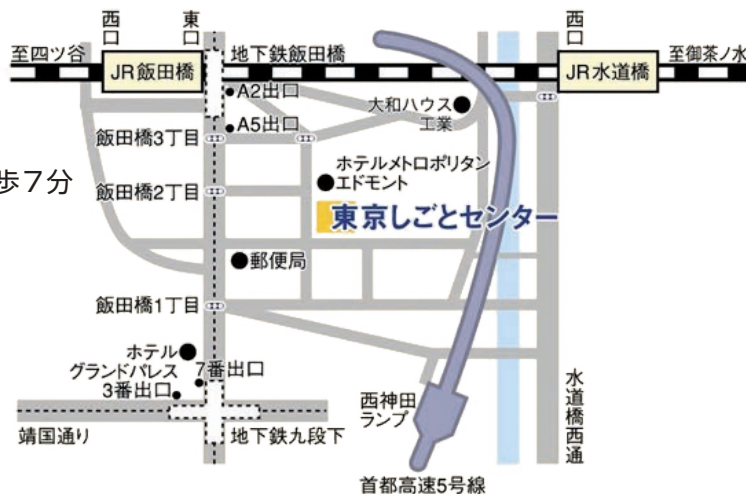 西口
東口
西口
至四ツ谷
JR飯田橋
地下鉄飯田橋
JR水道橋
至御茶ノ水
A2出口
大和ハウス
工業
A5出口
飯田橋3丁目
ホテルメトロポリタン
エドモント
歩7分
飯田橋2丁目
東京しごとセンター
郵便局
飯田橋1丁目
ホテル
グランドパレス
7番出口
3番出口
西神田
ランプ
水道橋西通
靖国通り
地下鉄九段下
首都高速5号線